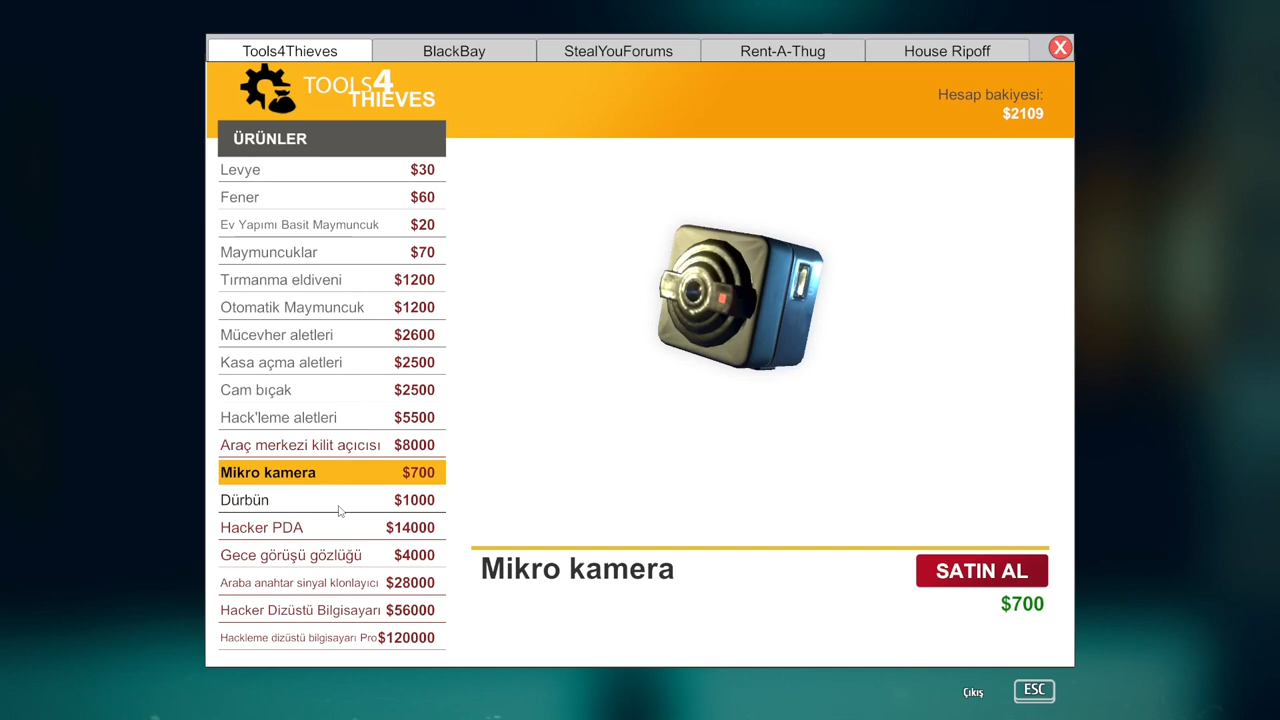 Tools4Thieves
BlackBay
StealYouForums
Rent-A-Thug
House Ripoff
X
TOOLS4
THIEVES
Hesap bakiyesi:
$2109
ÜRÜNLER
Levye $30
Fener $60
Ev Yapımı Basit Maymuncuk $20
Maymuncuklar $70
Tırmanma eldiveni $1200
Otomatik Maymuncuk $1200
Mücevher aletleri $2600
Kasa açma aletleri $2500
Cam bıçak $2500
Hack'leme aletleri $5500
Araç merkezi kilit açıcısı $8000
Mikro kamera $700
Dürbün $1000
Hacker PDA $14000
Gece görüşü gözlüğü $4000
Araba anahtar sinyal klonlayıcı $28000
Hacker Dizüstü Bilgisayarı $56000
Hackleme dizüstü bilgisayarı Pro $120000
Mikro kamera
SATIN AL
$700
Çıkış
ESC